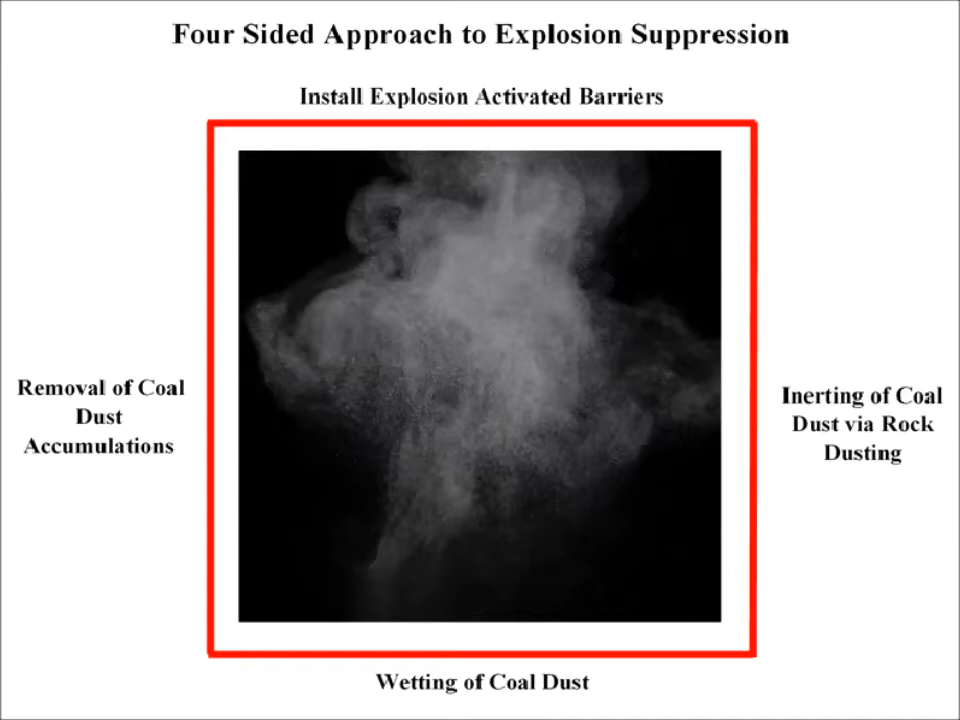 Four Sided Approach to Explosion Suppression
Install Explosion Activated Barriers
Removal of Coal
Dust
Accumulations
Inerting of Coal
Dust via Rock
Dusting
Wetting of Coal Dust